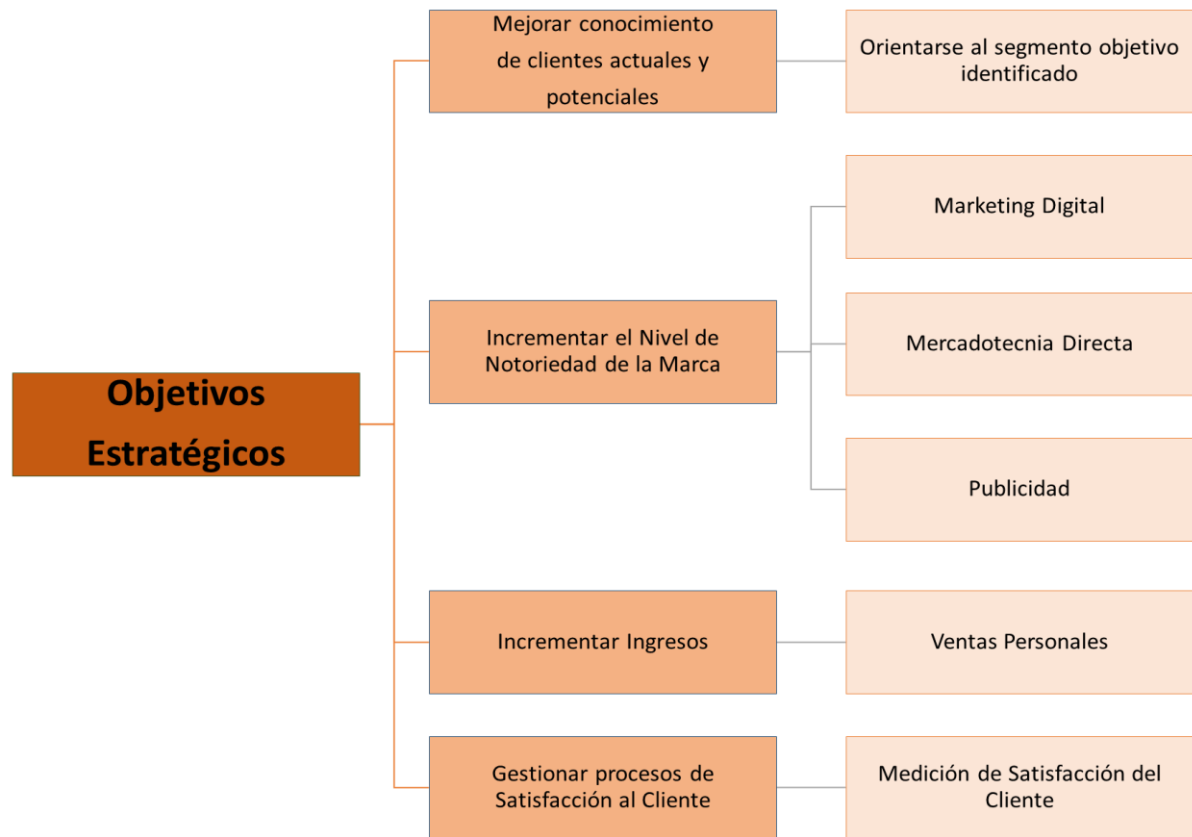 Objetivos
Estratégicos
Mejorar conocimiento
de clientes actuales y
potenciales
Orientarse al segmento objetivo
identificado
Incrementar el Nivel de
Notoriedad de la Marca
Marketing Digital
Mercadotecnia Directa
Publicidad
Incrementar Ingresos
Ventas Personales
Gestionar procesos de
Satisfacción al Cliente
Medición de Satisfacción del
Cliente